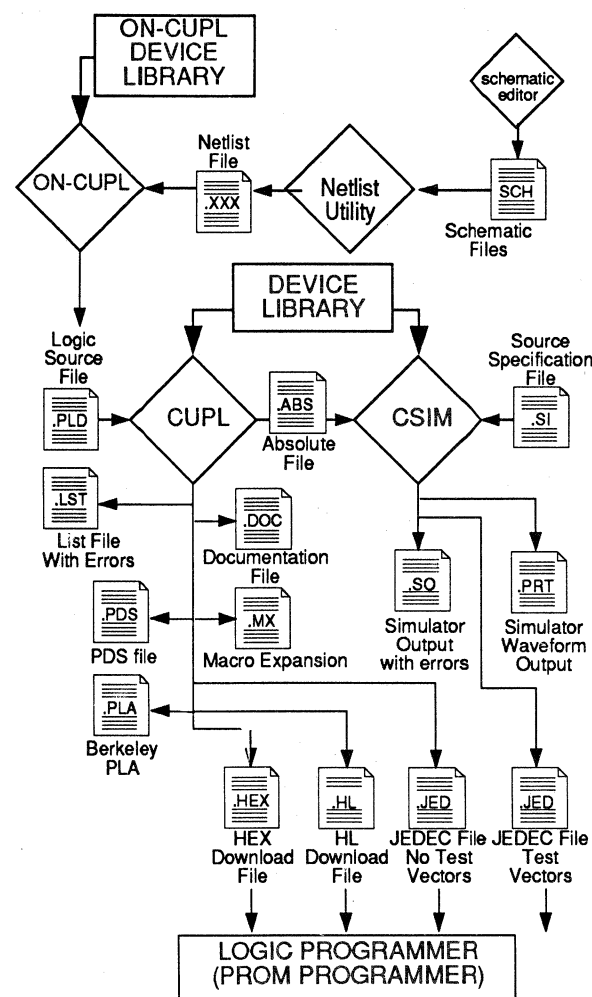 ON-CUPL
DEVICE
LIBRARY
schematic
editor
Netlist
File
ON-CUPL
.XXX
Netlist
Utility
SCH
Schematic
Files
DEVICE
LIBRARY
Logic
Source
File
Source
Specification
File
.PLD
CUPL
.ABS
CSIM
.SI
Absolute
File
.LST
List File
With Errors
.DOC
Documentation
File
.SO
Simulator
Output
with errors
.PRT
Simulator
Waveform
Output
.PDS
PDS file
.MX
Macro Expansion
.PLA
Berkeley
PLA
.HEX
HEX
Download
File
.HL
HL
Download
File
.JED
JEDEC File
No Test
Vectors
.JED
JEDEC File
Test
Vectors
LOGIC PROGRAMMER
(PROM PROGRAMMER)